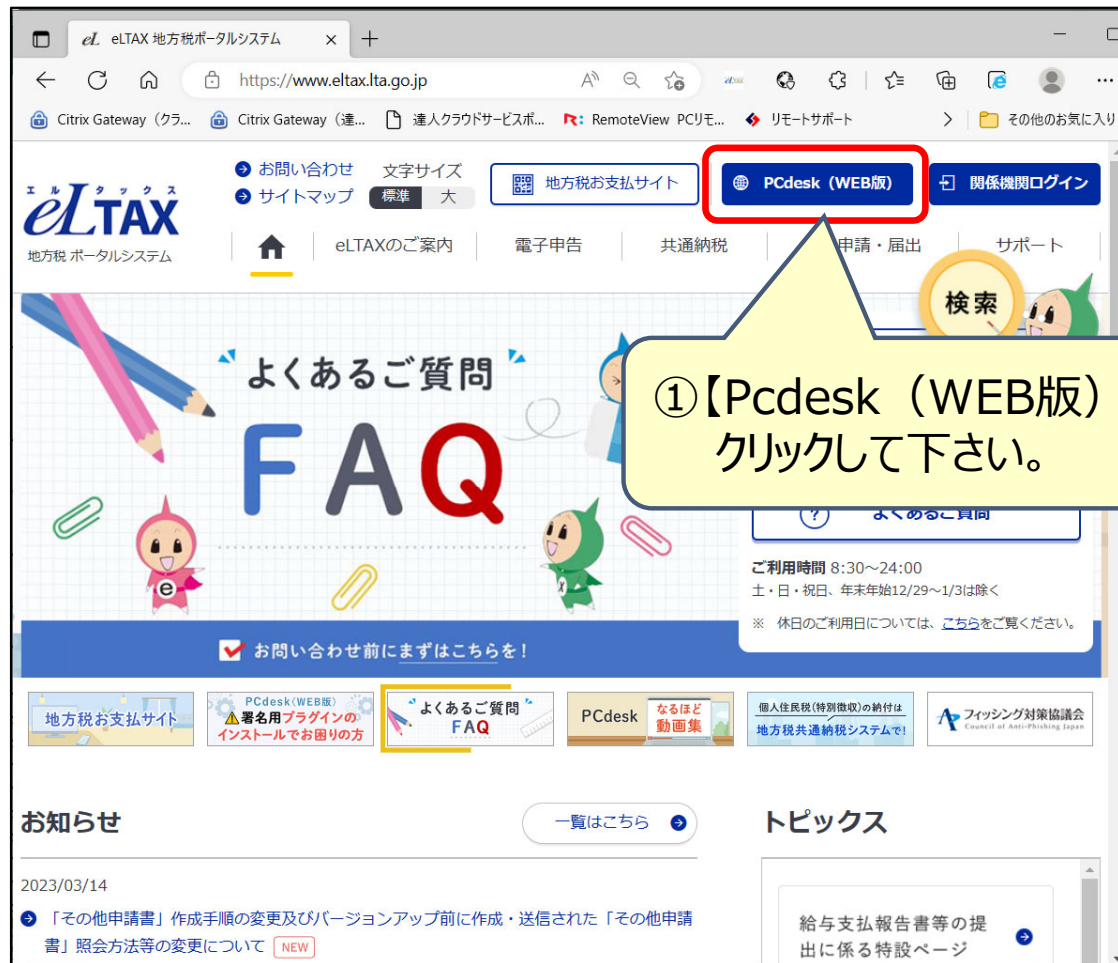 eL eLTAX 地方税ポータルシステム
https://www.eltax.lta.go.jp
Citrix Gateway（クラ...
Citrix Gateway（達...
達人クラウドサービスポ...
RemoteView PCリモ...
リモートサポート
その他のお気に入り
エルタックス
eLTAX
地方税 ポータルシステム
お問い合わせ
サイトマップ
文字サイズ
標準 大
地方税お支払サイト
PCdesk（WEB版）
関係機関ログイン
eLTAXのご案内
電子申告
共通納税
申請・届出
サポート
検索
よくあるご質問
FAQ
e
①【Pcdesk（WEB版）
クリックして下さい。
よくあるご質問
ご利用時間 8:30～24:00
土・日・祝日、年末年始12/29～1/3は除く
※ 休日のご利用日については、こちらをご覧ください。
お問い合わせ前にまずはこちらを！
地方税お支払サイト
PCdesk(WEB版)
署名用プラグインの
インストールでお困りの方
よくあるご質問
FAQ
PCdesk
なるほど
動画集
個人住民税(特別徴収)の納付は
地方税共通納税システムで!
フィッシング対策協議会
Council of Anti-Phishing Japan
お知らせ
一覧はこちら
トピックス
2023/03/14
「その他申請書」作成手順の変更及びバージョンアップ前に作成・送信された「その他申請
書」照会方法等の変更について NEW
給与支払報告書等の提
出に係る特設ページ